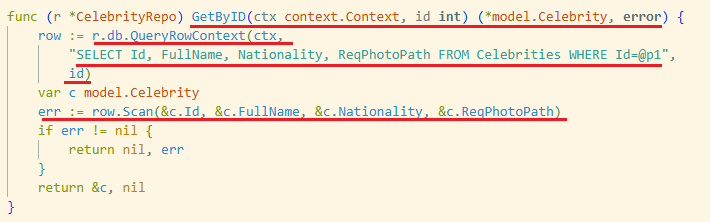 func (r *CelebrityRepo) GetByID(ctx context.Context, id int) (*model.Celebrity, error) {
    row := r.db.QueryRowContext(ctx,
        "SELECT Id, FullName, Nationality, ReqPhotoPath FROM Celebrities WHERE Id=@p1",
        id)
    var c model.Celebrity
    err := row.Scan(&c.Id, &c.FullName, &c.Nationality, &c.ReqPhotoPath)
    if err != nil {
        return nil, err
    }
    return &c, nil
}